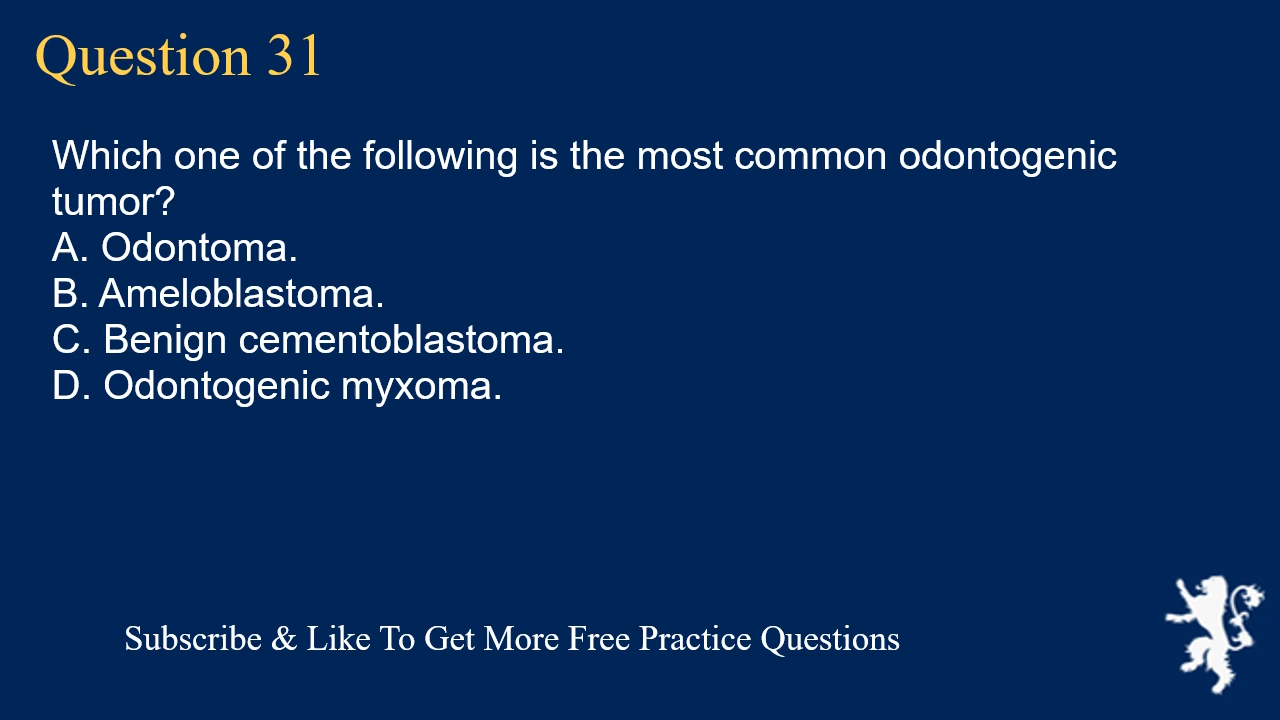 Question 31
Which one of the following is the most common odontogenic
tumor?
A. Odontoma.
B. Ameloblastoma.
C. Benign cementoblastoma.
D. Odontogenic myxoma.
Subscribe & Like To Get More Free Practice Questions